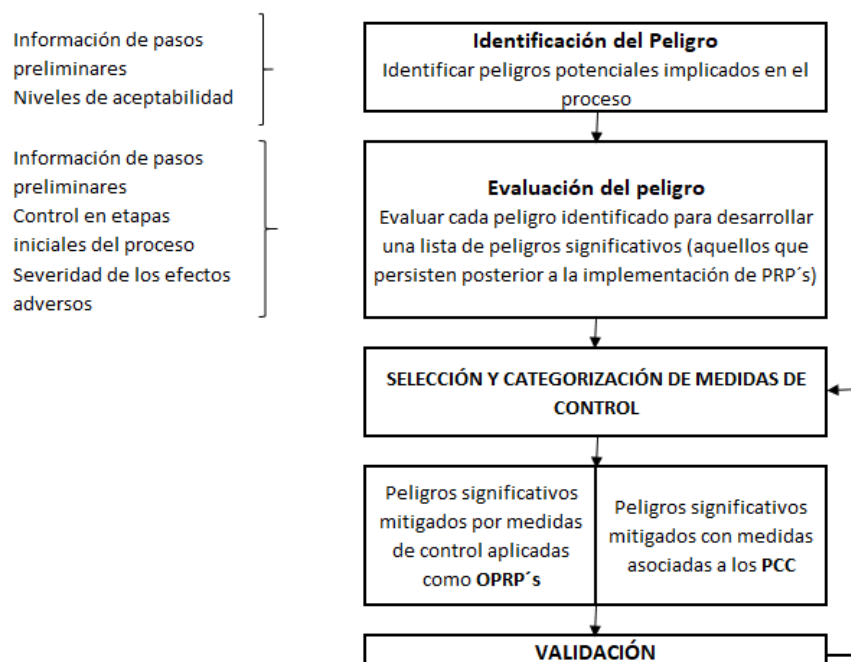 Información de pasos
preliminares
Niveles de aceptabilidad
Identificación del Peligro
Identificar peligros potenciales implicados en el
proceso
Información de pasos
preliminares
Control en etapas
iniciales del proceso
Severidad de los efectos
adversos
Evaluación del peligro
Evaluar cada peligro identificado para desarrollar
una lista de peligros significativos (aquellos que
persisten posterior a la implementación de PRP´s)
SELECCIÓN Y CATEGORIZACIÓN DE MEDIDAS DE
CONTROL
Peligros significativos
mitigados por medidas
de control aplicadas
como OPRP´s
Peligros significativos
mitigados con medidas
asociadas a los PCC
VALIDACIÓN